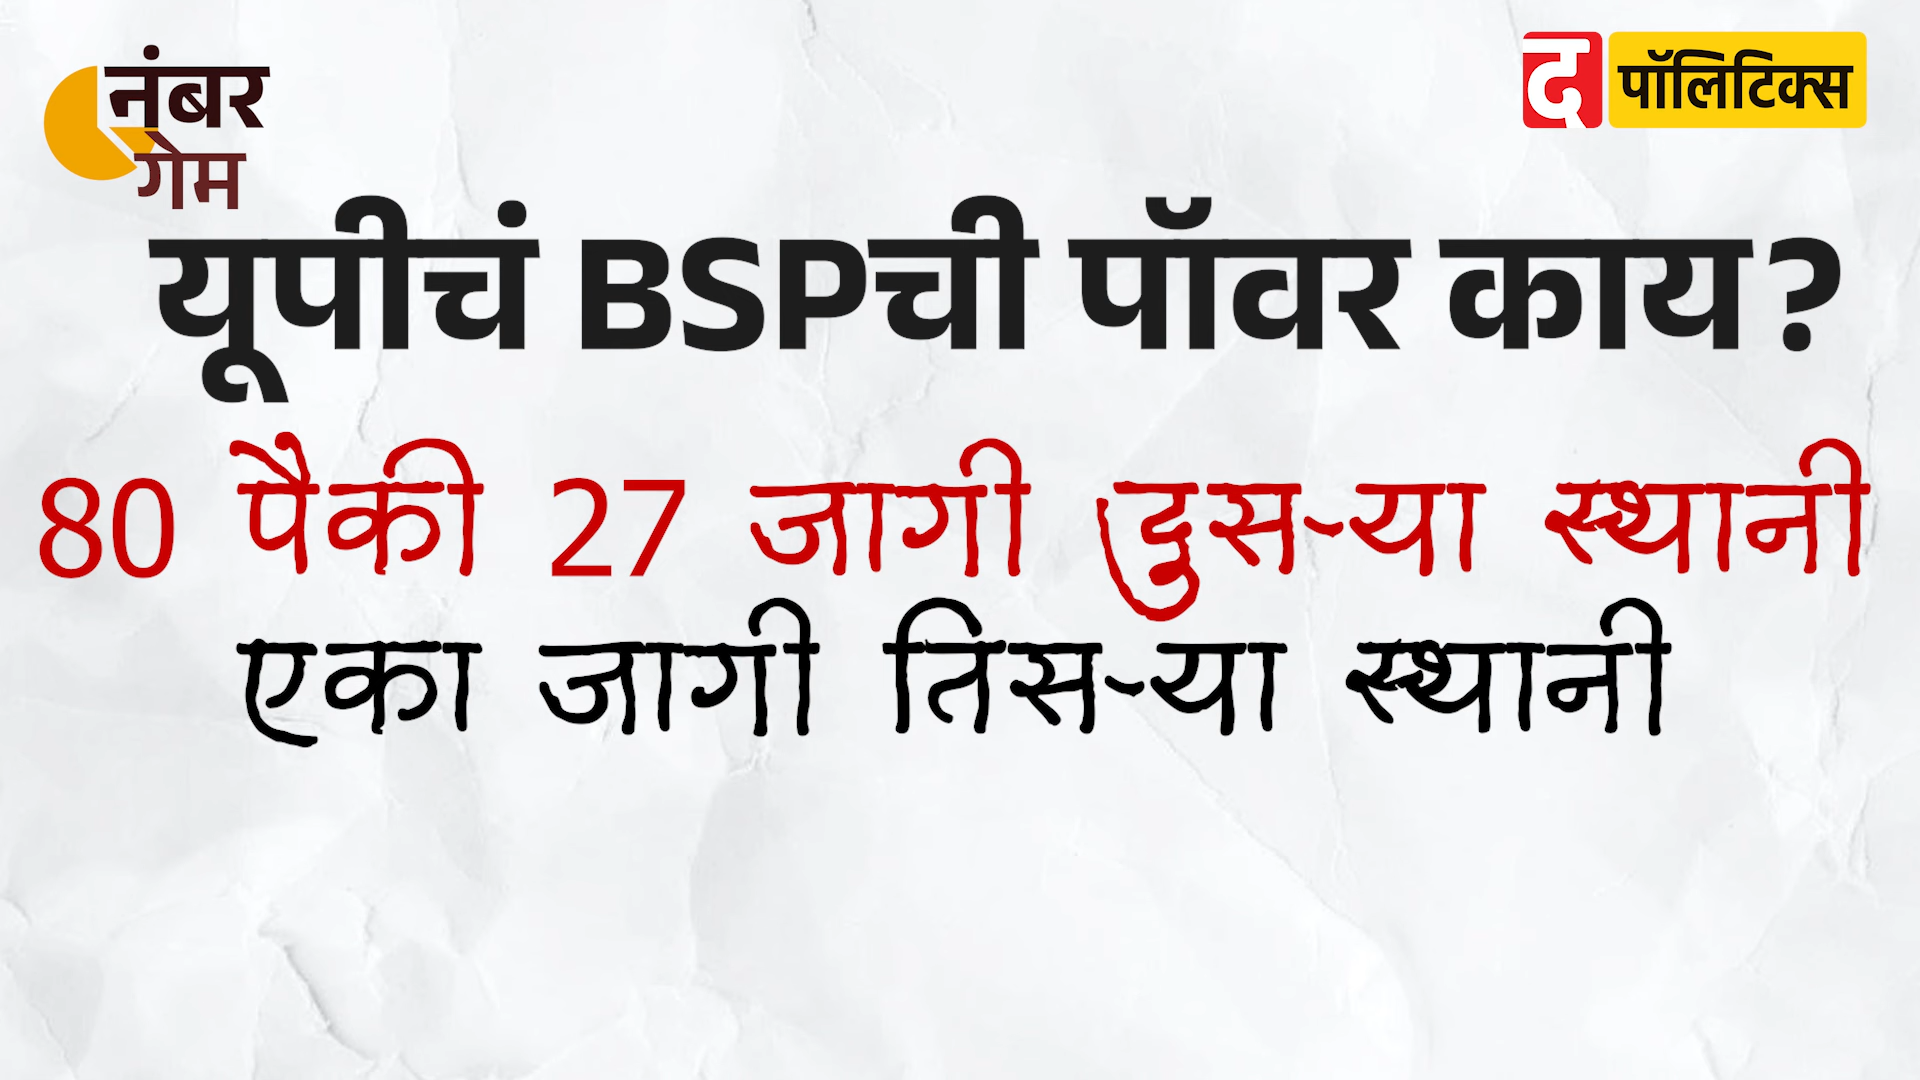 नंबर
गेम
द पॉलिटिक्स
यूपीचं BSPची पॉवर काय?
80 पैकी 27 जागी दुसऱ्या स्थानी
एका जागी तिसऱ्या स्थानी